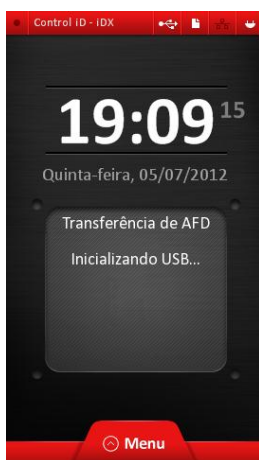 Control iD - iDX
19:09 15
Quinta-feira, 05/07/2012
Transferência de AFD
Inicializando USB...
Menu